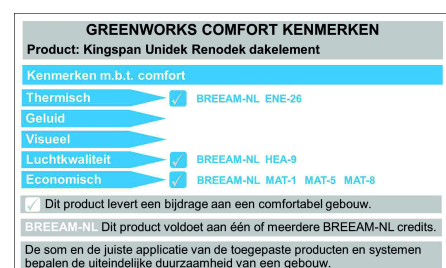 GREENWORKS COMFORT KENMERKEN
Product: Kingspan Unidek Renodek dakelement
Kenmerken m.b.t. comfort
Thermisch BREEAM-NL ENE-26
Geluid
Visueel
Luchtkwaliteit BREEAM-NL HEA-9
Economisch BREEAM-NL MAT-1 MAT-5 MAT-8
Dit product levert een bijdrage aan een comfortabel gebouw.
BREEAM-NL Dit product voldoet aan één of meerdere BREEAM-NL credits.
De som en de juiste applicatie van de toegepaste producten en systemen
bepalen de uiteindelijke duurzaamheid van een gebouw.